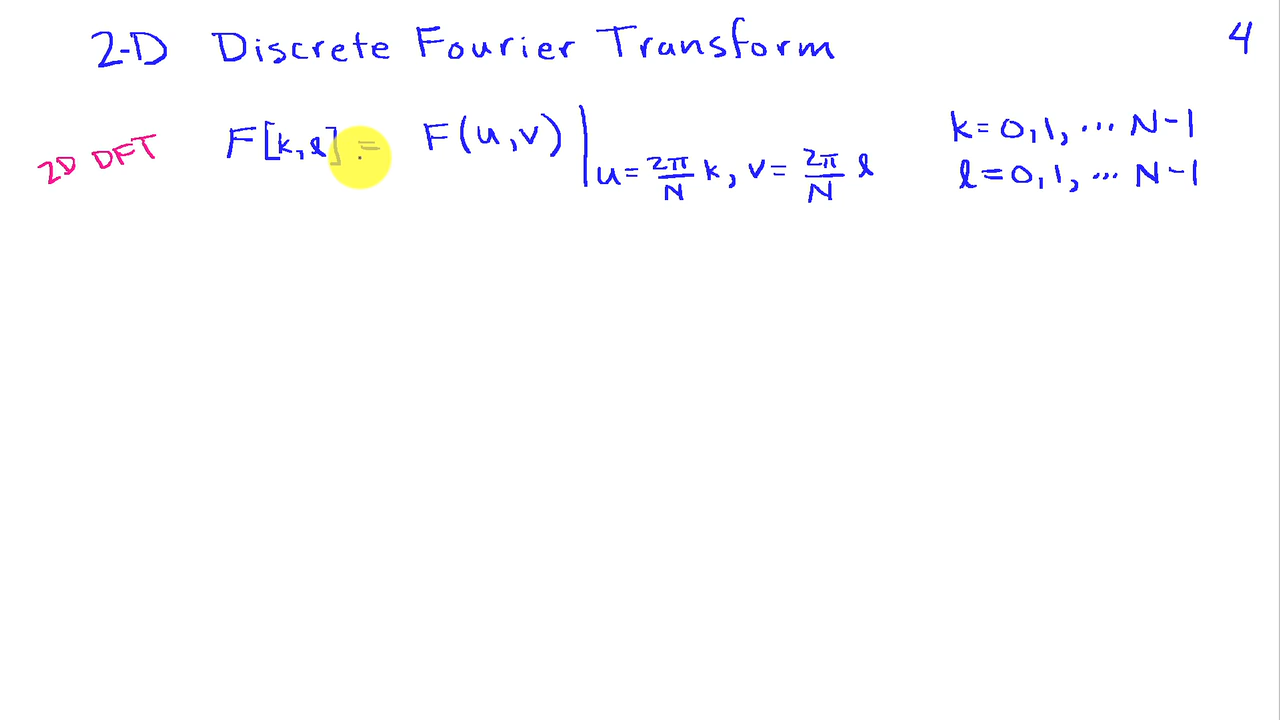 2-D Discrete Fourier Transform 4
2D DFT F[k,l] = F(u,v) | u = 2π/N k, v = 2π/N l k = 0,1, ... N-1
l = 0,1, ... N-1